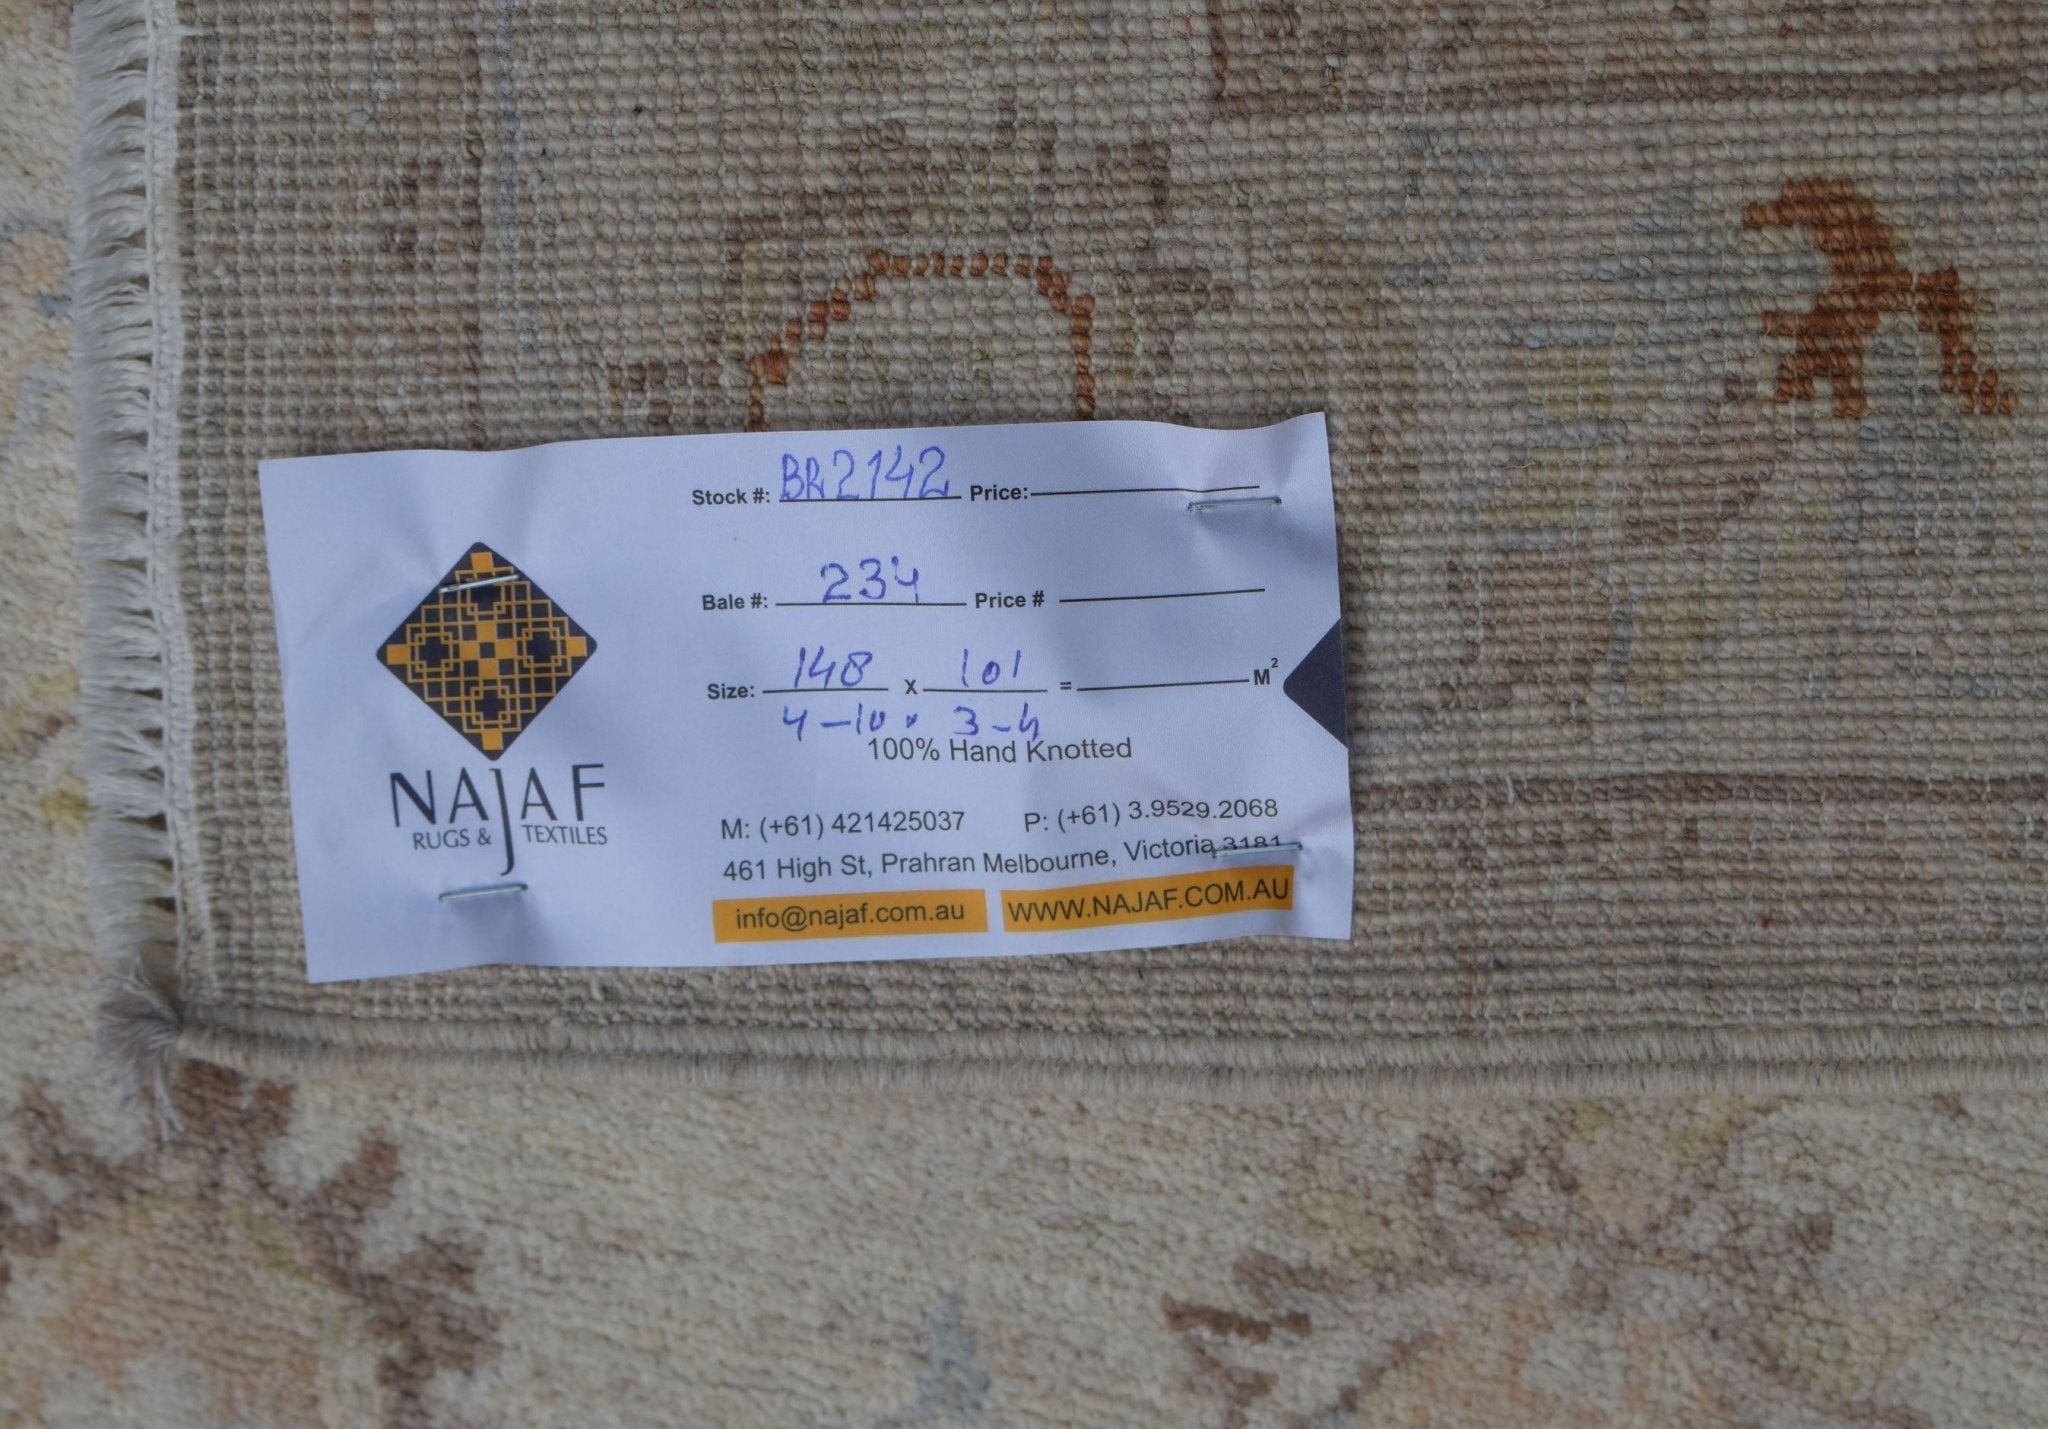 Stock #: BR2142 Price:
Bale #: 234 Price #
Size: 148 x 101 = M²
4-10 × 3-4
100% Hand Knotted
NAJAF
RUGS & TEXTILES
M: (+61) 421425037 P: (+61) 3.9529.2068
461 High St, Prahran Melbourne, Victoria 3181
info@najaf.com.au WWW.NAJAF.COM.AU